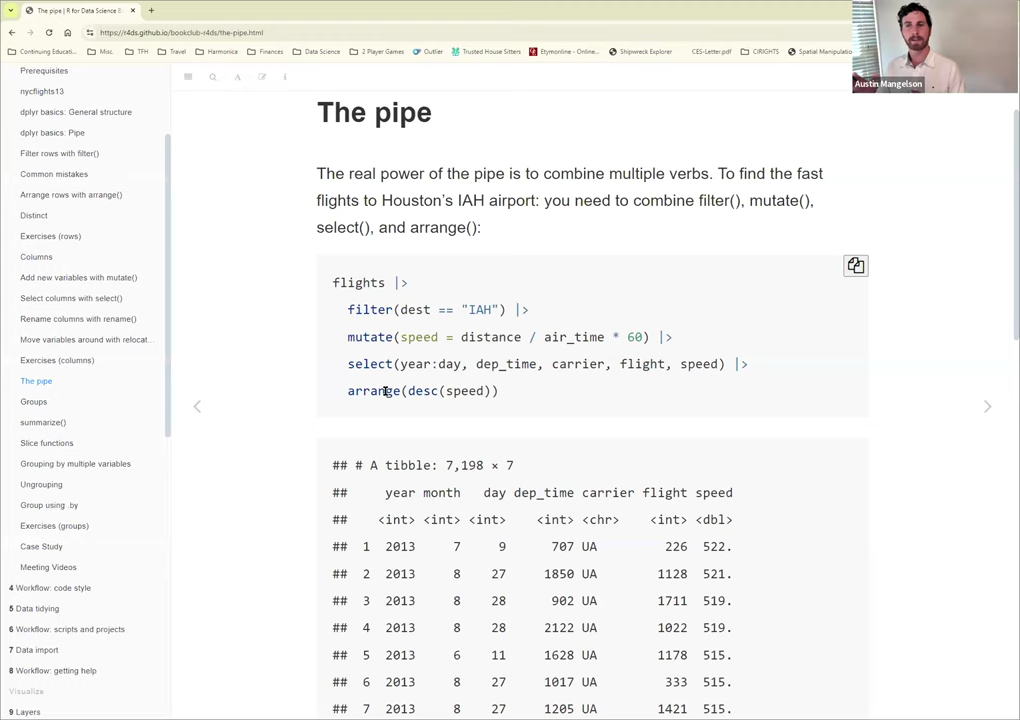 The pipe | R for Data Science &
https://r4ds.github.io/bookclub-r4ds/the-pipe.html
Continuing Educati...
Misc.
TFH
Travel
Harmonica
Finances
Data Science
2 Player Games
Outlier
Trusted House Sitters
Etymonline - Online...
Shipwreck Explorer
CES-Letter.pdf
CIRIGHTS
Spatial Manipulatio
Austin Mangelson
Prerequisites
nycflights13
dplyr basics: General structure
dplyr basics: Pipe
Filter rows with filter()
Common mistakes
Arrange rows with arrange()
Distinct
Exercises (rows)
Columns
Add new variables with mutate()
Select columns with select()
Rename columns with rename()
Move variables around with relocat...
Exercises (columns)
The pipe
Groups
summarize()
Slice functions
Grouping by multiple variables
Ungrouping
Group using .by
Exercises (groups)
Case Study
Meeting Videos
4 Workflow: code style
5 Data tidying
6 Workflow: scripts and projects
7 Data import
8 Workflow: getting help
Visualize
9 Layers
The pipe
The real power of the pipe is to combine multiple verbs. To find the fast
flights to Houston's IAH airport: you need to combine filter(), mutate(),
select(), and arrange():
flights |>
filter(dest == "IAH") |>
mutate(speed = distance / air_time * 60) |>
select(year:day, dep_time, carrier, flight, speed) |>
arrange(desc(speed))
## # A tibble: 7,198 × 7
## year month day dep_time carrier flight speed
## <int> <int> <int> <int> <chr> <int> <dbl>
## 1 2013 7 9 707 UA 226 522.
## 2 2013 8 27 1850 UA 1128 521.
## 3 2013 8 28 902 UA 1711 519.
## 4 2013 8 28 2122 UA 1022 519.
## 5 2013 6 11 1628 UA 1178 515.
## 6 2013 8 27 1017 UA 333 515.
## 7 2013 8 27 1205 UA 1421 515.